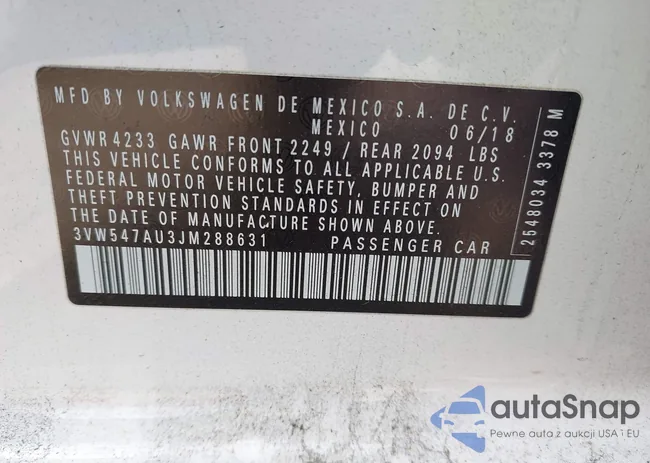 MFD BY VOLKSWAGEN DE MEXICO S.A. DE C.V.
MEXICO 06/18
GVWR 4233 GAWR FRONT 2249 / REAR 2094 LBS
THIS VEHICLE CONFORMS TO ALL APPLICABLE U.S.
FEDERAL MOTOR VEHICLE SAFETY, BUMPER AND
THEFT PREVENTION STANDARDS IN EFFECT ON
THE DATE OF MANUFACTURE SHOWN ABOVE.
3VW547AU3JM288631 PASSENGER CAR
2548034 3378 M
autaSnap
Pewne auta z aukcji USA i EU